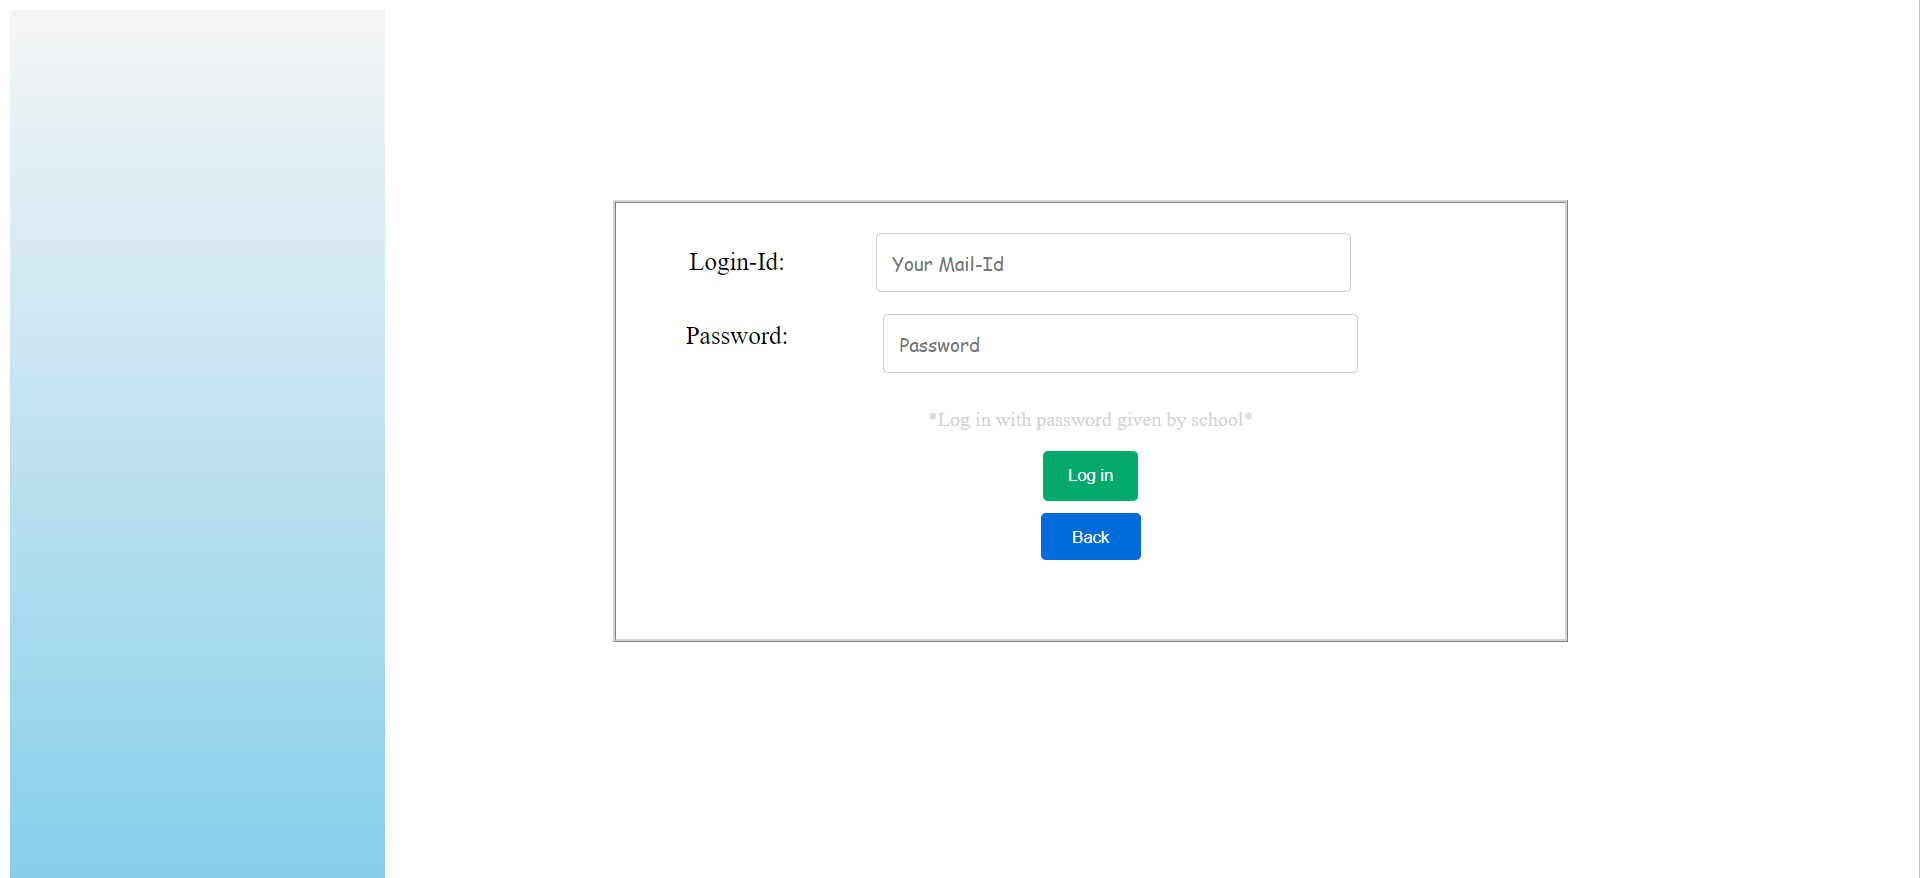 Login-Id:
Your Mail-Id
Password:
Password
*Log in with password given by school*
Log in
Back